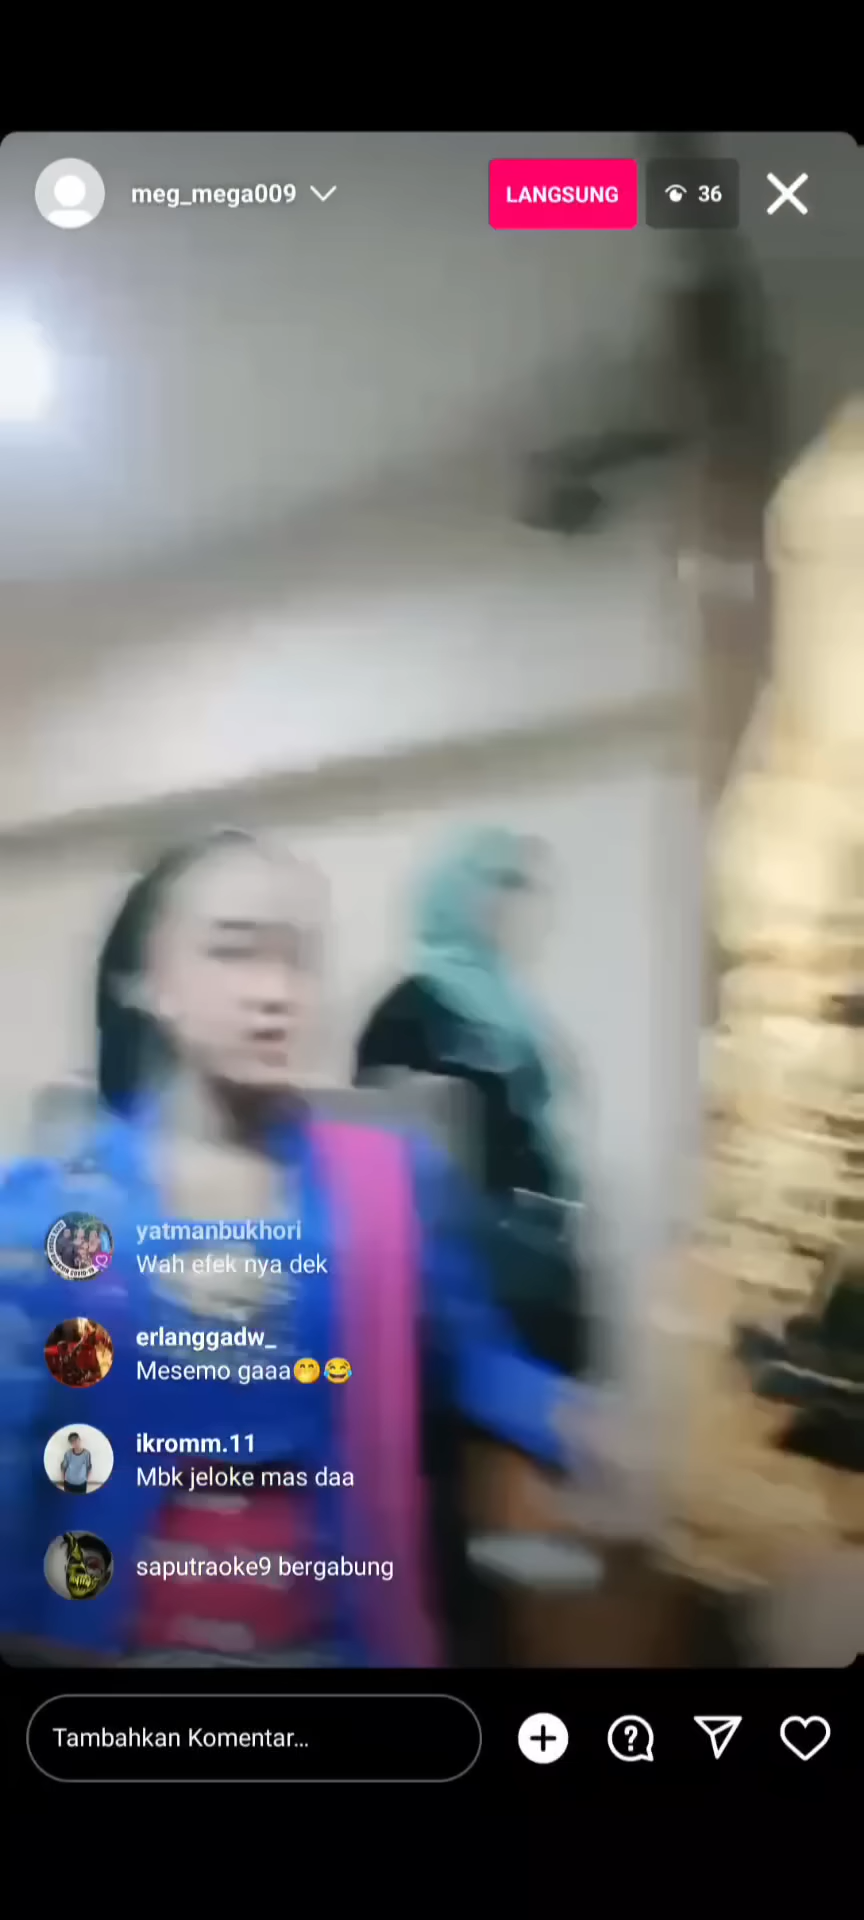 meg_mega009
LANGSUNG
36
yatmanbukhori
Wah efek nya dek
erlanggadw_
Mesemo gaaa🤭😂
ikromm.11
Mbk jeloke mas daa
saputraoke9 bergabung
Tambahkan Komentar...